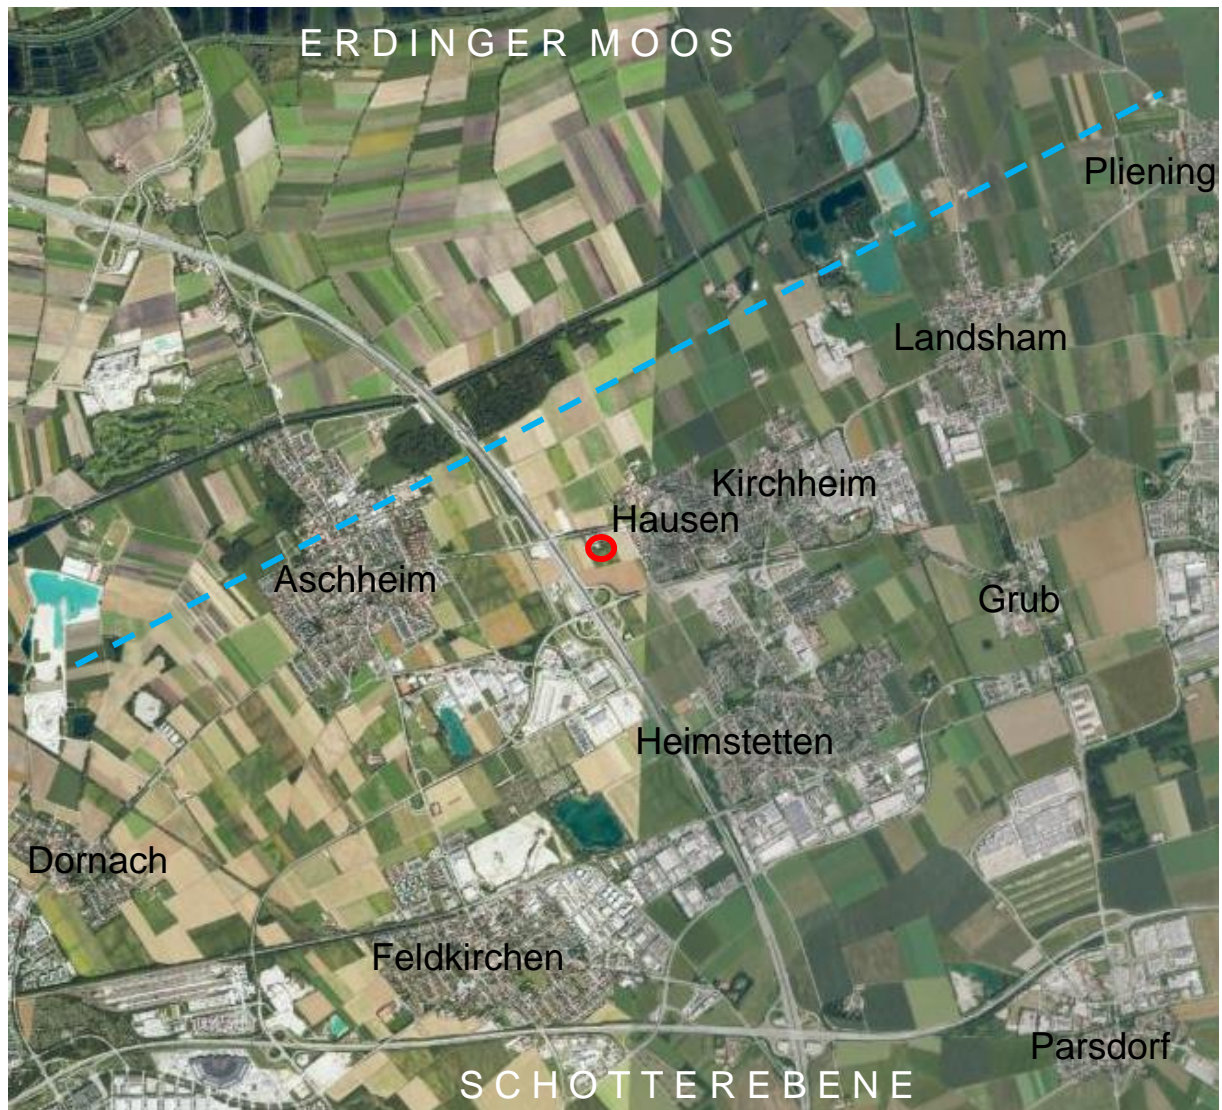 ERDINGER MOOS
Pliening
Landsham
Kirchheim
Hausen
Aschheim
Grub
Heimstetten
Dornach
Feldkirchen
Parsdorf
SCHOTTEREBENE